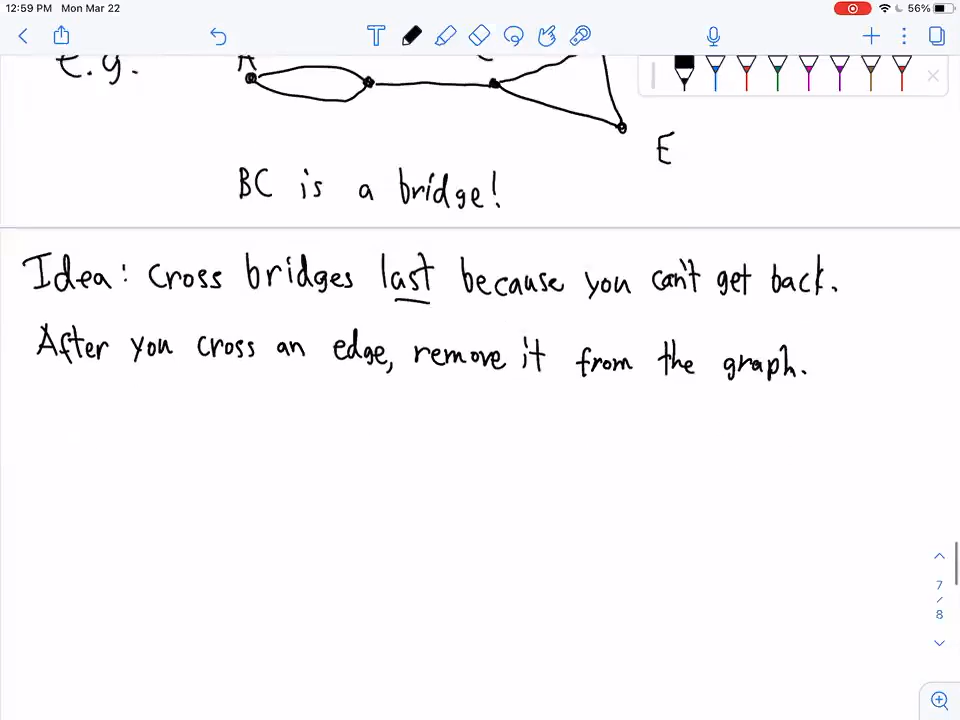 12:59 PM Mon Mar 22
56%
T
e.g.
A
E
BC is a bridge!
Idea: Cross bridges last because you can't get back.
After you cross an edge, remove it from the graph.
7
/
8